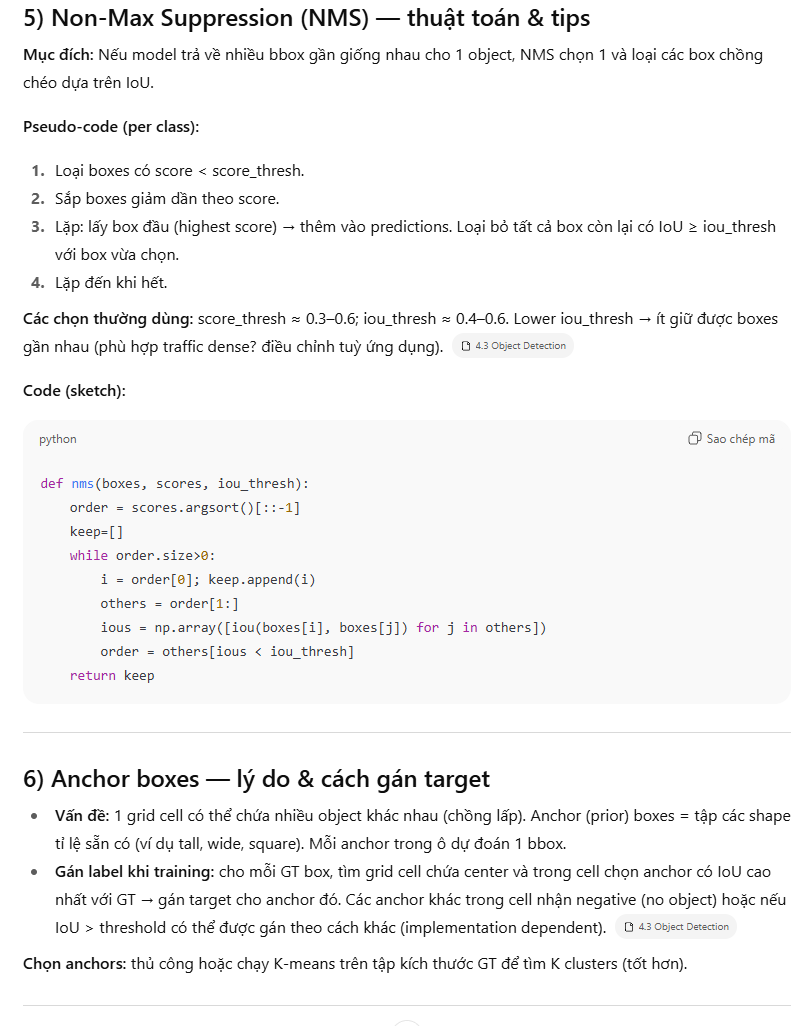 5) Non-Max Suppression (NMS) — thuật toán & tips
Mục đích: Nếu model trả về nhiều bbox gần giống nhau cho 1 object, NMS chọn 1 và loại các box chồng
chéo dựa trên IoU.
Pseudo-code (per class):
1. Loại boxes có score < score_thresh.
2. Sắp boxes giảm dần theo score.
3. Lặp: lấy box đầu (highest score) → thêm vào predictions. Loại bỏ tất cả box còn lại có IoU ≥ iou_thresh
với box vừa chọn.
4. Lặp đến khi hết.
Các chọn thường dùng: score_thresh ≈ 0.3–0.6; iou_thresh ≈ 0.4–0.6. Lower iou_thresh → ít giữ được boxes
gần nhau (phù hợp traffic dense? điều chỉnh tuỳ ứng dụng). 4.3 Object Detection
Code (sketch):
python Sao chép mã
def nms(boxes, scores, iou_thresh):
    order = scores.argsort()[::-1]
    keep=[]
    while order.size>0:
        i = order[0]; keep.append(i)
        others = order[1:]
        ious = np.array([iou(boxes[i], boxes[j]) for j in others])
        order = others[ious < iou_thresh]
    return keep
6) Anchor boxes — lý do & cách gán target
• Vấn đề: 1 grid cell có thể chứa nhiều object khác nhau (chồng lấp). Anchor (prior) boxes = tập các shape
tỉ lệ sẵn có (ví dụ tall, wide, square). Mỗi anchor trong ô dự đoán 1 bbox.
• Gán label khi training: cho mỗi GT box, tìm grid cell chứa center và trong cell chọn anchor có IoU cao
nhất với GT → gán target cho anchor đó. Các anchor khác trong cell nhận negative (no object) hoặc nếu
IoU > threshold có thể được gán theo cách khác (implementation dependent). 4.3 Object Detection
Chọn anchors: thủ công hoặc chạy K-means trên tập kích thước GT để tìm K clusters (tốt hơn).